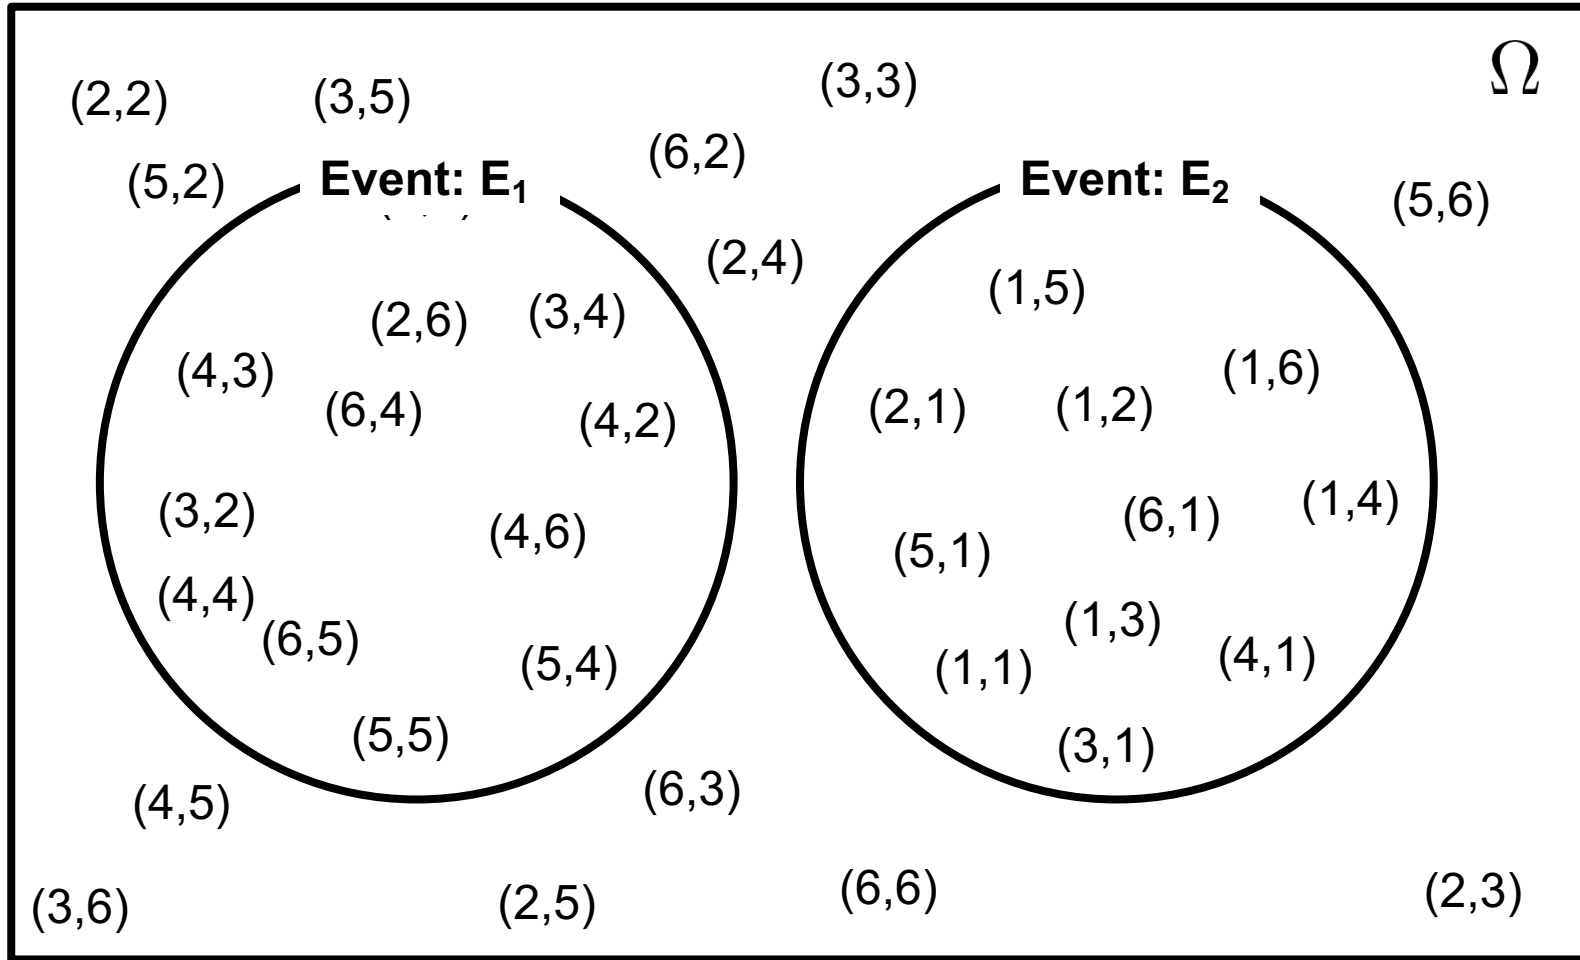 Ω
(2,2) (3,5) (3,3)
(6,2)
(5,2) Event: E₁ Event: E₂ (5,6)
(2,4)
(1,5)
(2,6) (3,4)
(4,3) (1,6)
(6,4) (4,2) (2,1) (1,2)
(3,2) (4,6) (6,1) (1,4)
(5,1)
(4,4)
(6,5) (1,3)
(5,4) (1,1) (4,1)
(5,5) (3,1)
(4,5) (6,3)
(3,6) (2,5) (6,6) (2,3)